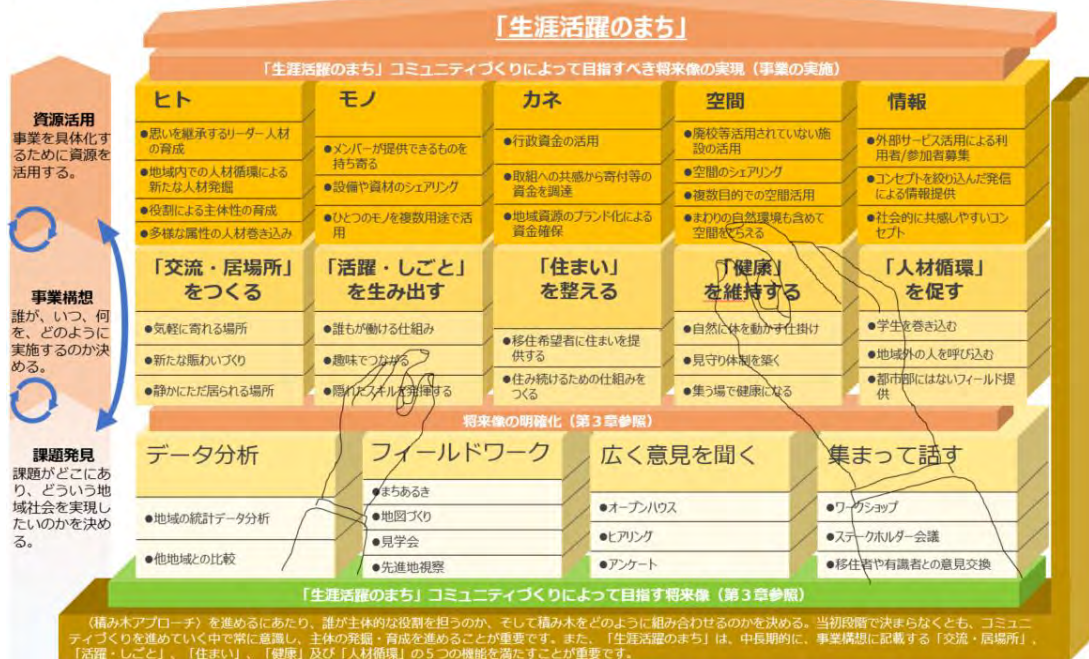 「生涯活躍のまち」
「生涯活躍のまち」コミュニティづくりによって目指すべき将来像の実現（事業の実施）
資源活用
事業を具体化す
るために資源を
活用する。
ヒト
●思いを継承するリーダー人材
の育成
●地域内での人材循環による
新たな人材発掘
●役割による主体性の育成
●多様な属性の人材巻き込み
モノ
●メンバーが提供できるものを
持ち寄る
●設備や資材のシェアリング
●ひとつのモノを複数用途で活
用
カネ
●行政資金の活用
●取組への共感から寄付等の
資金を調達
●地域資源のブランド化による
資金確保
空間
●廃校等活用されていない施
設の活用
●空間のシェアリング
●複数目的での空間活用
●まわりの自然環境も含めて
空間をとらえる
情報
●外部サービス活用による利
用者/参加者募集
●コンセプトを絞り込んだ発信
による情報提供
●社会的に共感しやすいコン
セプト
事業構想
誰が、いつ、何
を、どのように
実施するのか決
める。
「交流・居場所」
をつくる
●気軽に寄れる場所
●新たな賑わいづくり
●静かにただ居られる場所
「活躍・しごと」
を生み出す
●誰もが働ける仕組み
●趣味でつながる
●隠れたスキルを発揮する
「住まい」
を整える
●移住希望者に住まいを提
供する
●住み続けるための仕組みを
つくる
「健康」
を維持する
●自然に体を動かす仕掛け
●見守り体制を築く
●集う場で健康になる
「人材循環」
を促す
●学生を巻き込む
●地域外の人を呼び込む
●都市部にはないフィールド提
供
将来像の明確化（第３章参照）
課題発見
課題がどこにあ
り、どういう地
域社会を実現し
たいのかを決め
る。
データ分析
●地域の統計データ分析
●他地域との比較
フィールドワーク
●まちあるき
●地図づくり
●見学会
●先進地視察
広く意見を聞く
●オープンハウス
●ヒアリング
●アンケート
集まって話す
●ワークショップ
●ステークホルダー会議
●移住者や有識者との意見交換
「生涯活躍のまち」コミュニティづくりによって目指す将来像（第３章参照）
（積み木アプローチ）を進めるにあたり、誰が主体的な役割を担うのか、そして積み木をどのように組み合わせるのかを決める。当初段階で決まらなくとも、コミュニ
ティづくりを進めていく中で常に意識し、主体の発掘・育成を進めることが重要です。また、「生涯活躍のまち」は、中長期的に、事業構想に記載する「交流・居場所」、
「活躍・しごと」、「住まい」、「健康」及び「人材循環」の５つの機能を満たすことが重要です。